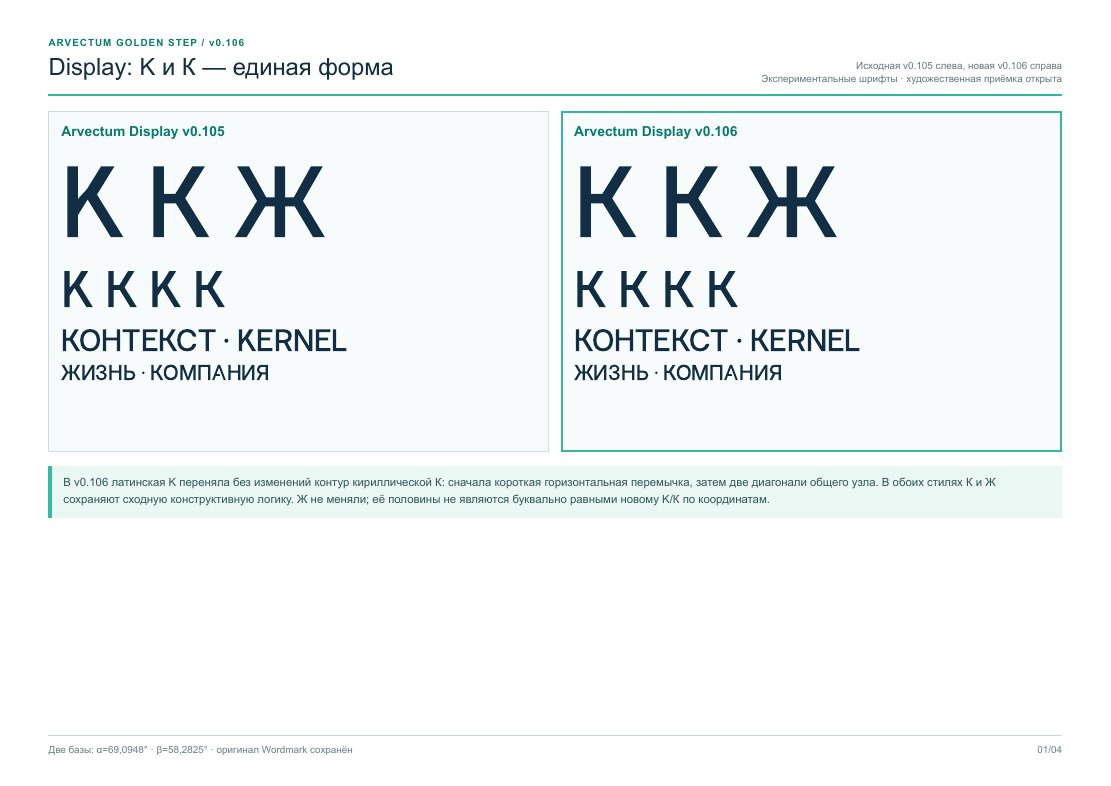 ARVECTUM GOLDEN STEP / v0.106
Display: K и К — единая форма
Исходная v0.105 слева, новая v0.106 справа
Экспериментальные шрифты · художественная приёмка открыта
Arvectum Display v0.105
K К Ж
K К K К
КОНТЕКСТ · KERNEL
ЖИЗНЬ · КОМПАНИЯ
Arvectum Display v0.106
K К Ж
K К K К
КОНТЕКСТ · KERNEL
ЖИЗНЬ · КОМПАНИЯ
В v0.106 латинская K переняла без изменений контур кириллической К: сначала короткая горизонтальная перемычка, затем две диагонали общего узла. В обоих стилях К и Ж
сохраняют сходную конструктивную логику. Ж не меняли; её половины не являются буквально равными новому K/К по координатам.
Две базы: α=69,0948° · β=58,2825° · оригинал Wordmark сохранён
01/04